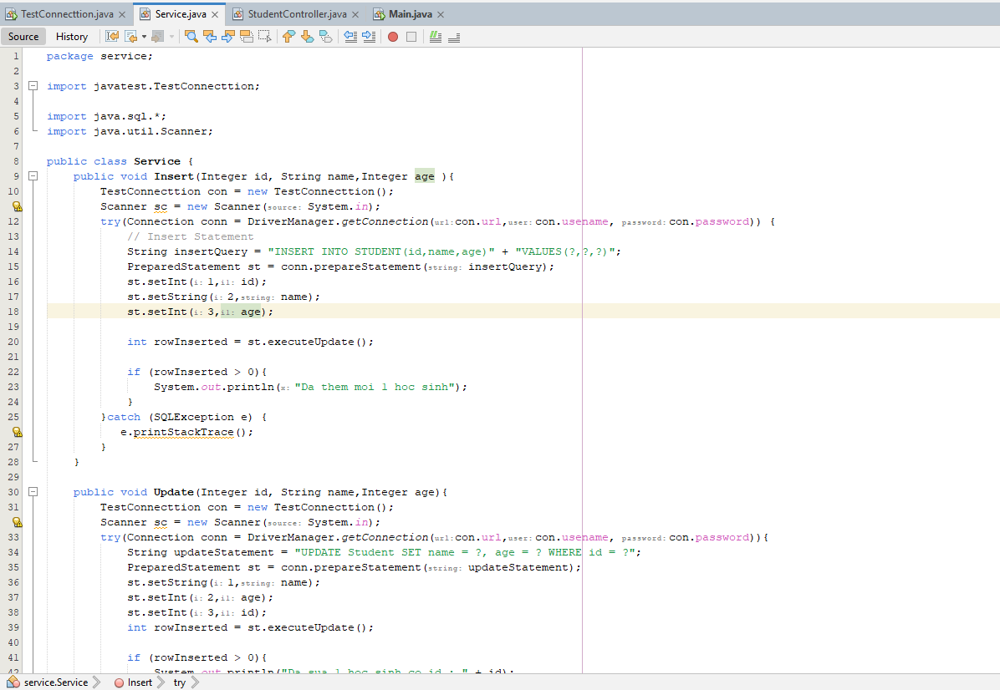 TestConnecttion.java Service.java StudentController.java Main.java
Source History
1 package service;
2
3 import javatest.TestConnecttion;
4
5 import java.sql.*;
6 import java.util.Scanner;
7
8 public class Service {
9 public void Insert(Integer id, String name,Integer age ){
10 TestConnecttion con = new TestConnecttion();
Scanner sc = new Scanner(source: System.in);
12 try(Connection conn = DriverManager.getConnection(url:con.url,user:con.usename, password:con.password)) {
13 // Insert Statement
14 String insertQuery = "INSERT INTO STUDENT(id,name,age)" + "VALUES(?,?,?)";
15 PreparedStatement st = conn.prepareStatement(string: insertQuery);
16 st.setInt(i: 1,i1: id);
17 st.setString(i: 2,string: name);
18 st.setInt(i: 3,i1: age);
19
20 int rowInserted = st.executeUpdate();
21
22 if (rowInserted > 0){
23 System.out.println(x: "Da them moi 1 hoc sinh");
24 }
25 }catch (SQLException e) {
e.printStackTrace();
27 }
28 }
29
30 public void Update(Integer id, String name,Integer age){
31 TestConnecttion con = new TestConnecttion();
Scanner sc = new Scanner(source: System.in);
33 try(Connection conn = DriverManager.getConnection(url:con.url,user:con.usename, password:con.password)){
34 String updateStatement = "UPDATE Student SET name = ?, age = ? WHERE id = ?";
35 PreparedStatement st = conn.prepareStatement(string: updateStatement);
36 st.setString(i: 1,string: name);
37 st.setInt(i: 2,i1: age);
38 st.setInt(i: 3,i1: id);
39 int rowInserted = st.executeUpdate();
40
41 if (rowInserted > 0){
42 System.out.println("Da sua 1 hoc sinh co id : " + id);
service.Service Insert try